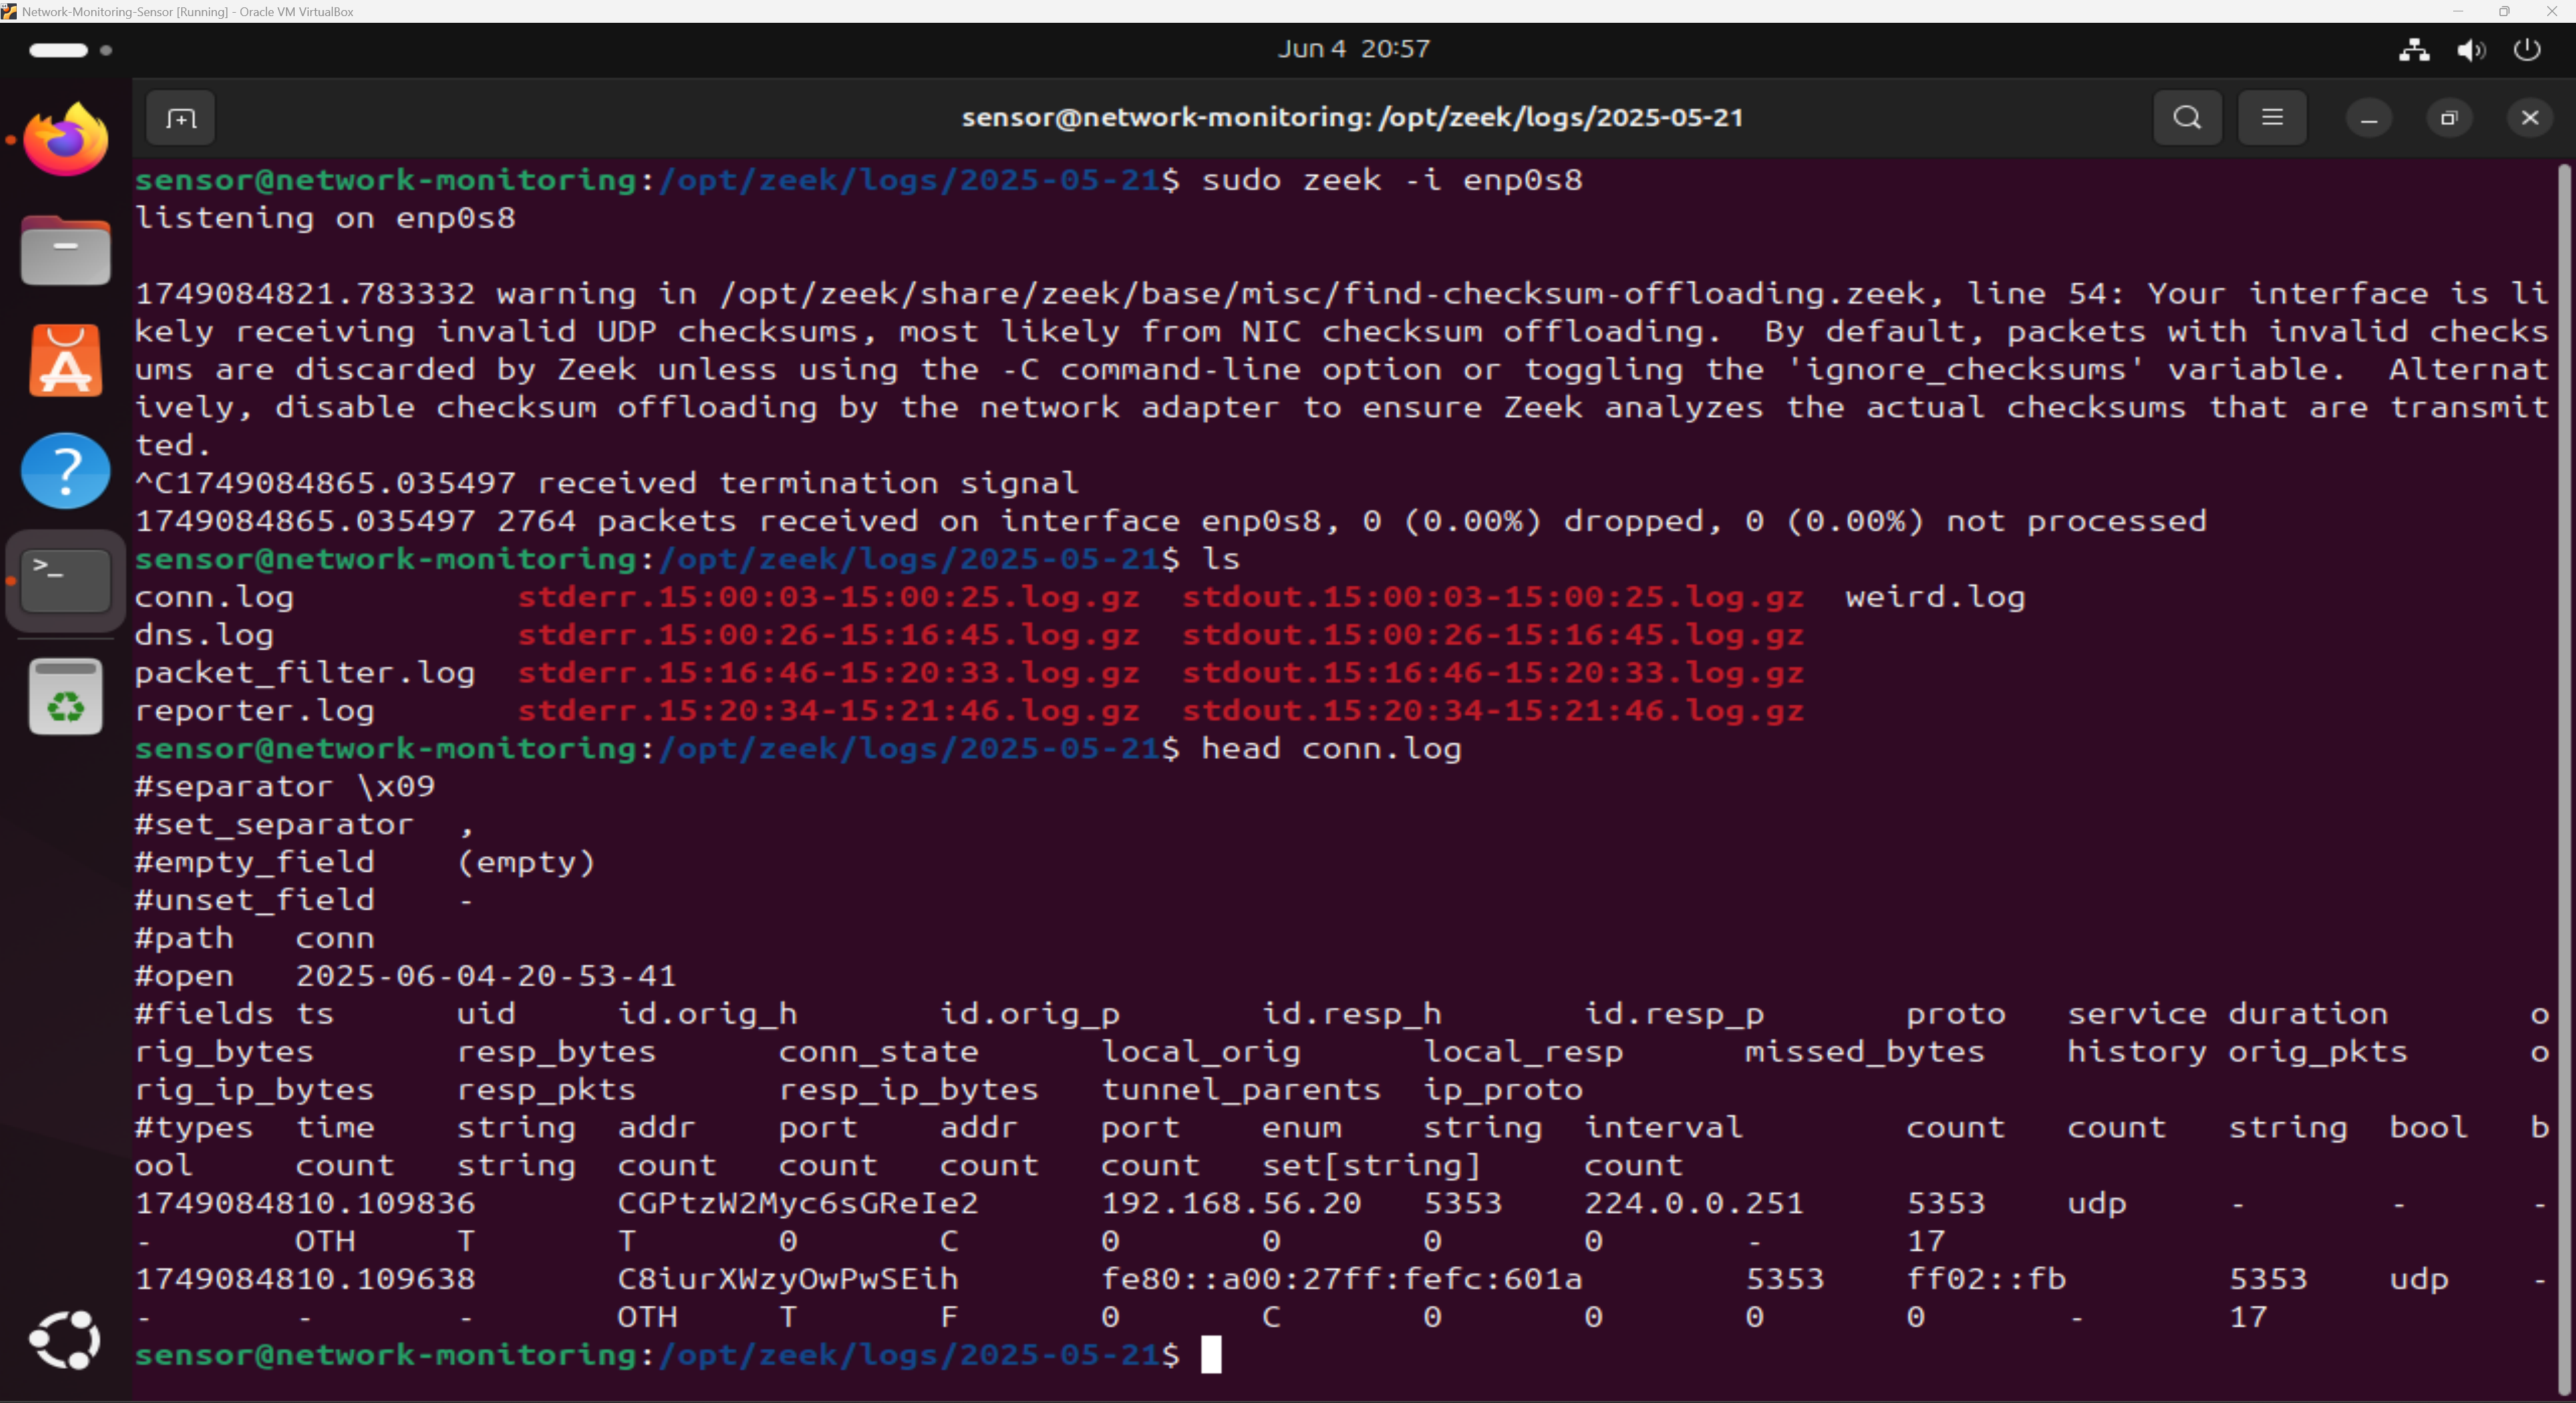 Network-Monitoring-Sensor [Running] - Oracle VM VirtualBox
Jun 4  20:57
sensor@network-monitoring: /opt/zeek/logs/2025-05-21
sensor@network-monitoring:/opt/zeek/logs/2025-05-21$ sudo zeek -i enp0s8
listening on enp0s8
1749084821.783332 warning in /opt/zeek/share/zeek/base/misc/find-checksum-offloading.zeek, line 54: Your interface is li
kely receiving invalid UDP checksums, most likely from NIC checksum offloading.  By default, packets with invalid checks
ums are discarded by Zeek unless using the -C command-line option or toggling the 'ignore_checksums' variable.  Alternat
ively, disable checksum offloading by the network adapter to ensure Zeek analyzes the actual checksums that are transmit
ted.
^C1749084865.035497 received termination signal
1749084865.035497 2764 packets received on interface enp0s8, 0 (0.00%) dropped, 0 (0.00%) not processed
sensor@network-monitoring:/opt/zeek/logs/2025-05-21$ ls
conn.log           stderr.15:00:03-15:00:25.log.gz  stdout.15:00:03-15:00:25.log.gz  weird.log
dns.log            stderr.15:00:26-15:16:45.log.gz  stdout.15:00:26-15:16:45.log.gz
packet_filter.log  stderr.15:16:46-15:20:33.log.gz  stdout.15:16:46-15:20:33.log.gz
reporter.log       stderr.15:20:34-15:21:46.log.gz  stdout.15:20:34-15:21:46.log.gz
sensor@network-monitoring:/opt/zeek/logs/2025-05-21$ head conn.log
#separator \x09
#set_separator  ,
#empty_field    (empty)
#unset_field    -
#path   conn
#open   2025-06-04-20-53-41
#fields ts      uid     id.orig_h       id.orig_p       id.resp_h       id.resp_p       proto   service duration       o
rig_bytes       resp_bytes      conn_state      local_orig      local_resp      missed_bytes    history orig_pkts      o
rig_ip_bytes    resp_pkts       resp_ip_bytes   tunnel_parents  ip_proto
#types  time    string  addr    port    addr    port    enum    string  interval        count   count   string  bool   b
ool     count   string  count   count   count   count   set[string]     count
1749084810.109836       CGPtzW2Myc6sGReIe2      192.168.56.20   5353    224.0.0.251     5353    udp     -       -      -
-       OTH     T       T       0       C       0       0       0       0       -       17
1749084810.109638       C8iurXWzyOwPwSEih       fe80::a00:27ff:fefc:601a        5353    ff02::fb        5353    udp    -
-       -       -       OTH     T       F       0       C       0       0       0       0       -       17
sensor@network-monitoring:/opt/zeek/logs/2025-05-21$